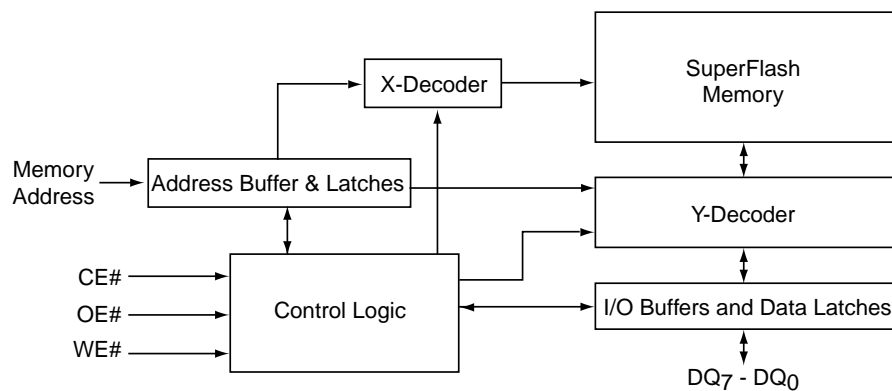 SuperFlash
Memory
X-Decoder
Memory
Address
Address Buffer & Latches
Y-Decoder
CE#
OE#
WE#
Control Logic
I/O Buffers and Data Latches
DQ7 - DQ0